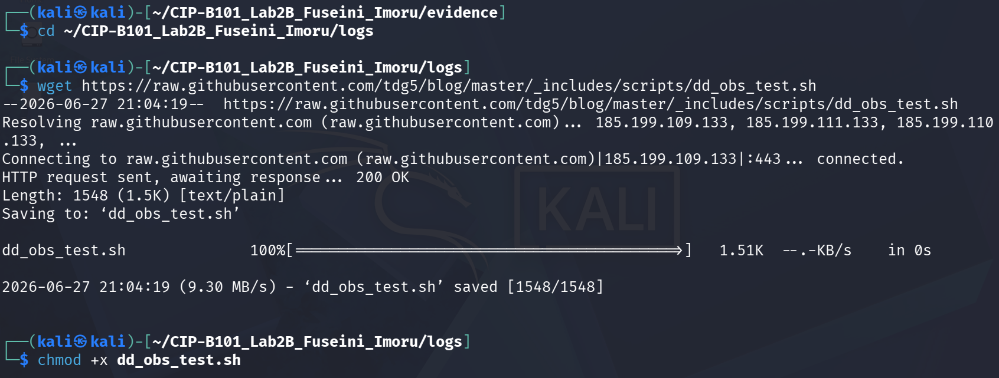 ┌──(kali㉿kali)-[~/CIP-B101_Lab2B_Fuseini_Imoru/evidence]
└─$ cd ~/CIP-B101_Lab2B_Fuseini_Imoru/logs
┌──(kali㉿kali)-[~/CIP-B101_Lab2B_Fuseini_Imoru/logs]
└─$ wget https://raw.githubusercontent.com/tdg5/blog/master/_includes/scripts/dd_obs_test.sh
--2026-06-27 21:04:19--  https://raw.githubusercontent.com/tdg5/blog/master/_includes/scripts/dd_obs_test.sh
Resolving raw.githubusercontent.com (raw.githubusercontent.com)... 185.199.109.133, 185.199.111.133, 185.199.110
.133, ...
Connecting to raw.githubusercontent.com (raw.githubusercontent.com)|185.199.109.133|:443... connected.
HTTP request sent, awaiting response... 200 OK
Length: 1548 (1.5K) [text/plain]
Saving to: ‘dd_obs_test.sh’
dd_obs_test.sh              100%[===========================================>]   1.51K  --.-KB/s    in 0s
2026-06-27 21:04:19 (9.30 MB/s) - ‘dd_obs_test.sh’ saved [1548/1548]
┌──(kali㉿kali)-[~/CIP-B101_Lab2B_Fuseini_Imoru/logs]
└─$ chmod +x dd_obs_test.sh
KALI